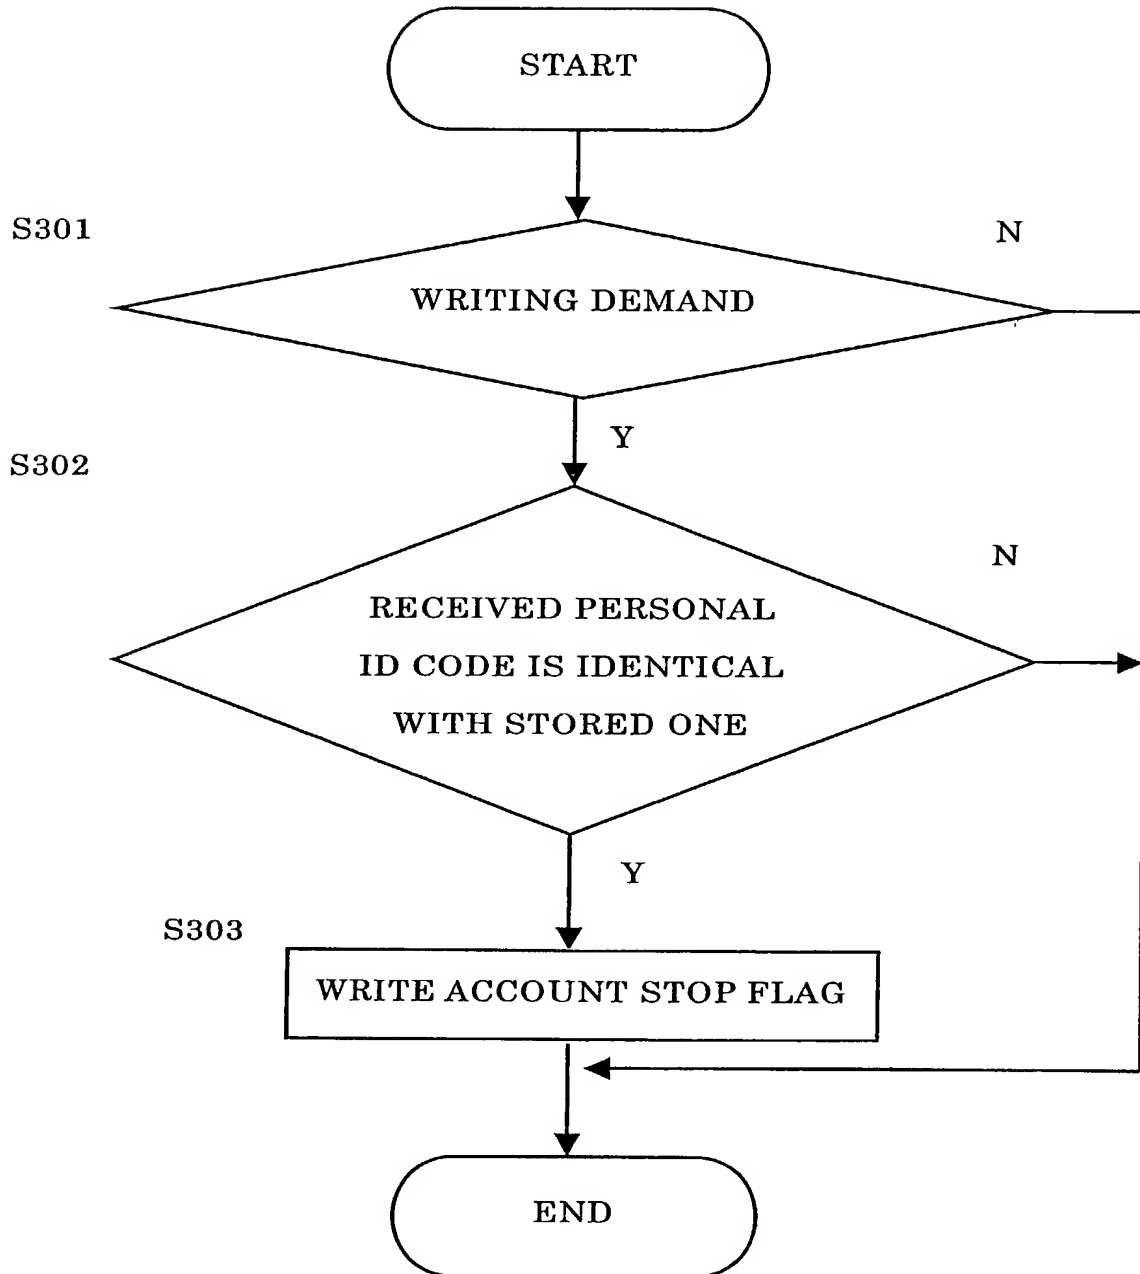 START
S301
N
WRITING DEMAND
Y
S302
N
RECEIVED PERSONAL
ID CODE IS IDENTICAL
WITH STORED ONE
Y
S303
WRITE ACCOUNT STOP FLAG
END